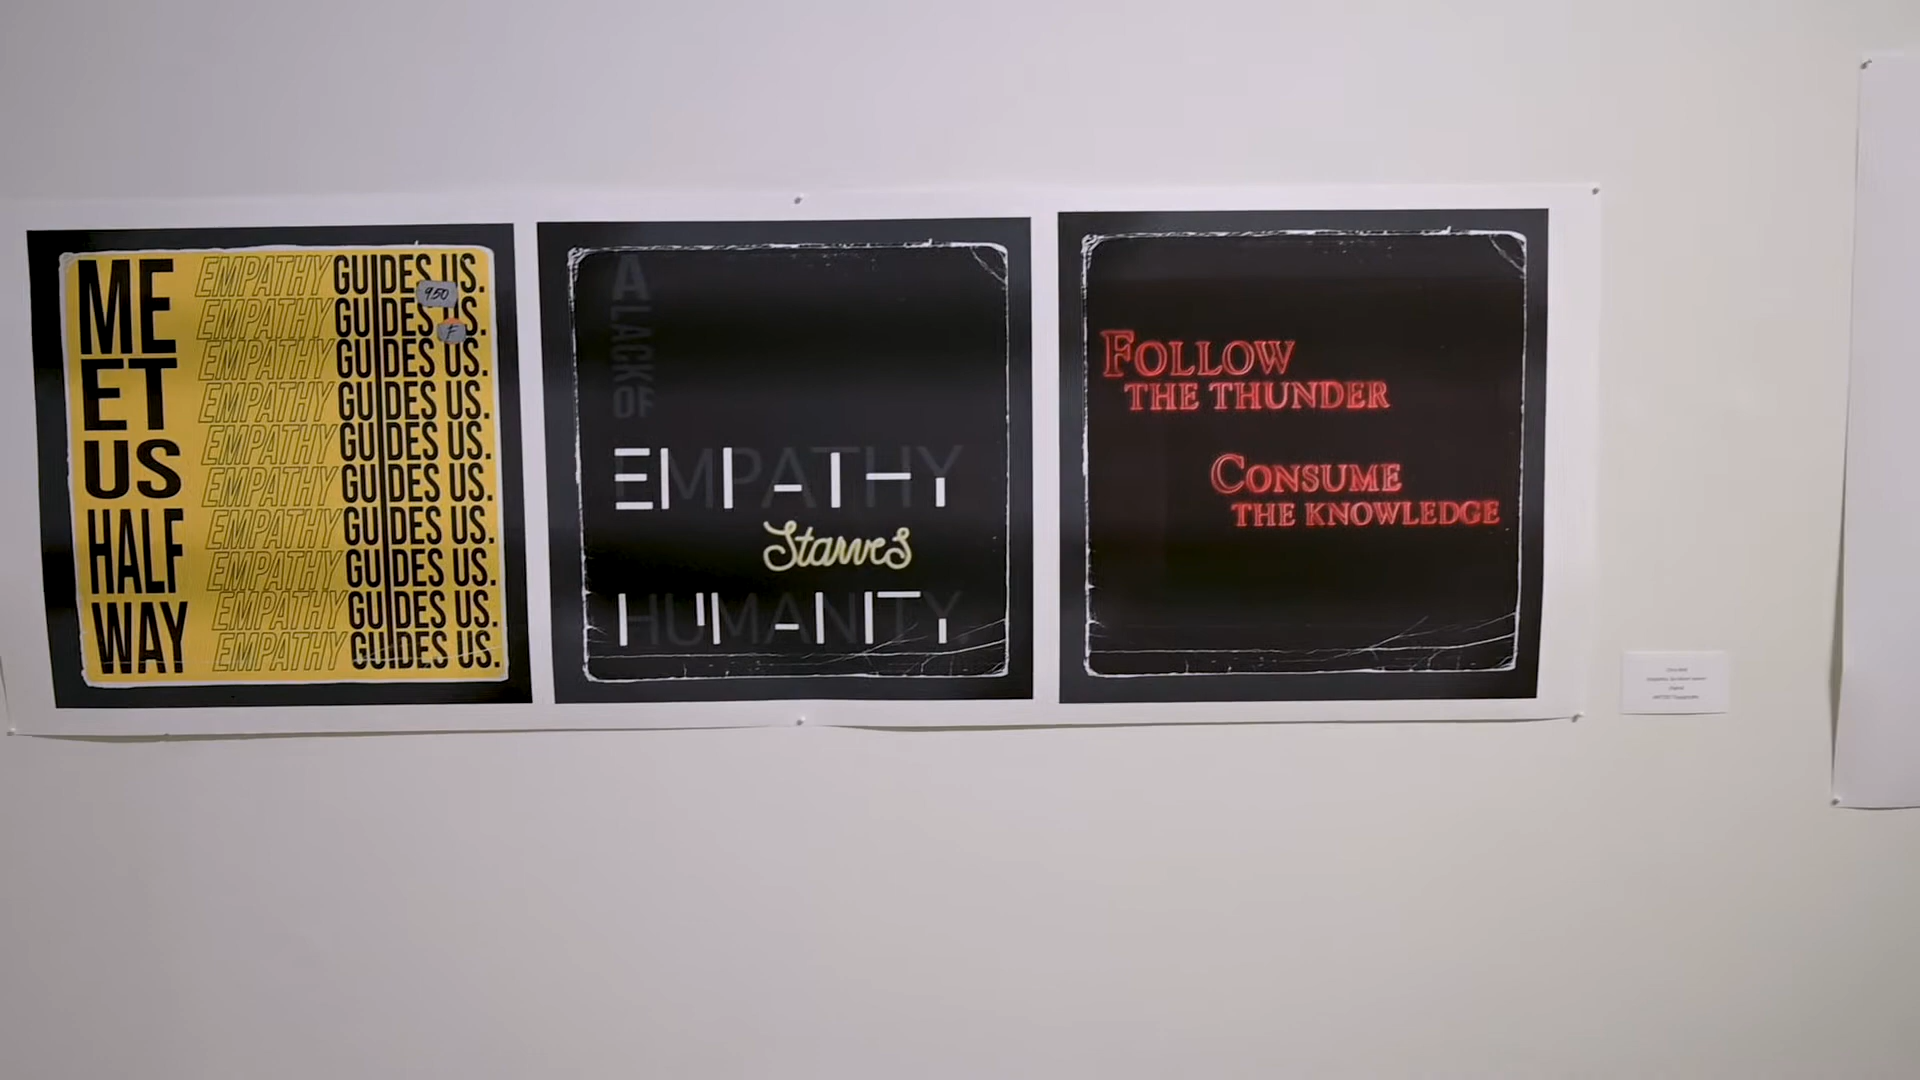 ME
ET
US
HALF
WAY
EMPATHY GUIDES US.
EMPATHY GUIDES US.
EMPATHY GUIDES US.
EMPATHY GUIDES US.
EMPATHY GUIDES US.
EMPATHY GUIDES US.
EMPATHY GUIDES US.
EMPATHY GUIDES US.
EMPATHY GUIDES US.
EMPATHY GUIDES US.
950
F
A LACK OF
EMPATHY
Starves
HUMANITY.
FOLLOW
THE THUNDER
CONSUME
THE KNOWLEDGE